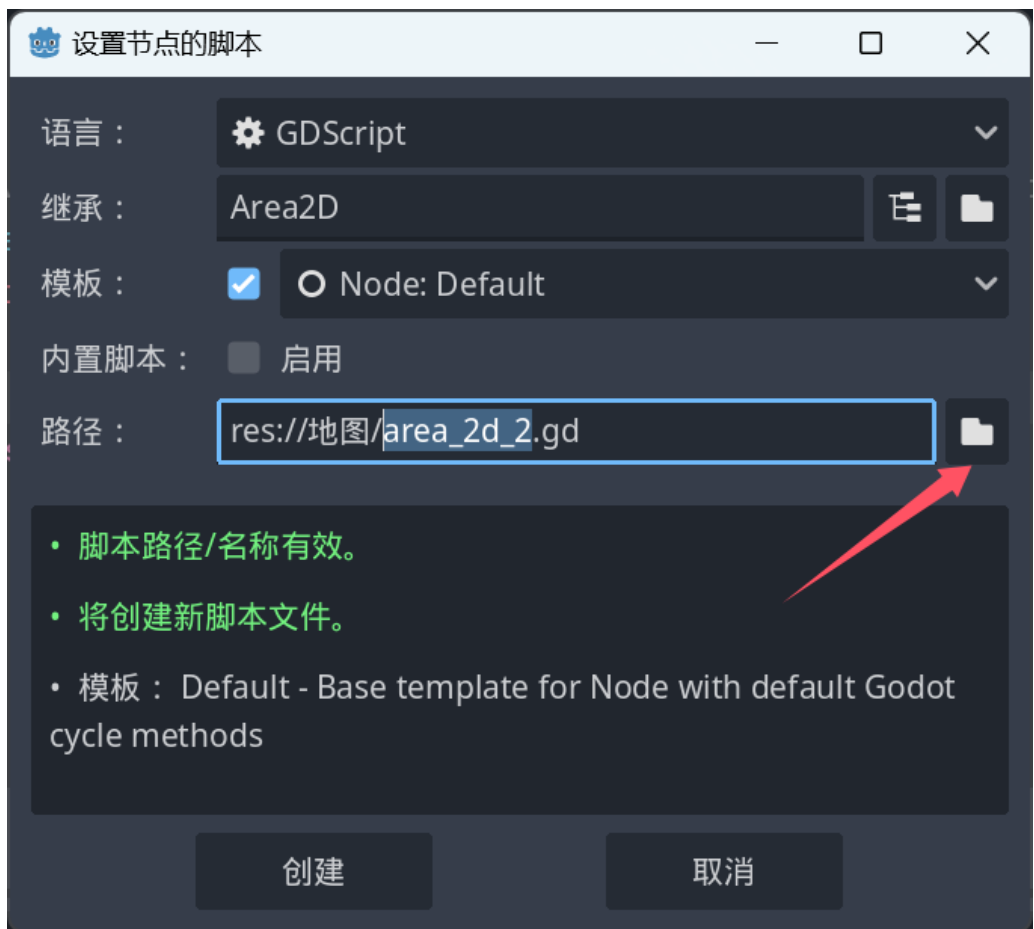 设置节点的脚本
语言：
GDScript
继承：
Area2D
模板：
Node: Default
内置脚本：
启用
路径：
res://地图/area_2d_2.gd
• 脚本路径/名称有效。
• 将创建新脚本文件。
• 模板： Default - Base template for Node with default Godot
cycle methods
创建
取消